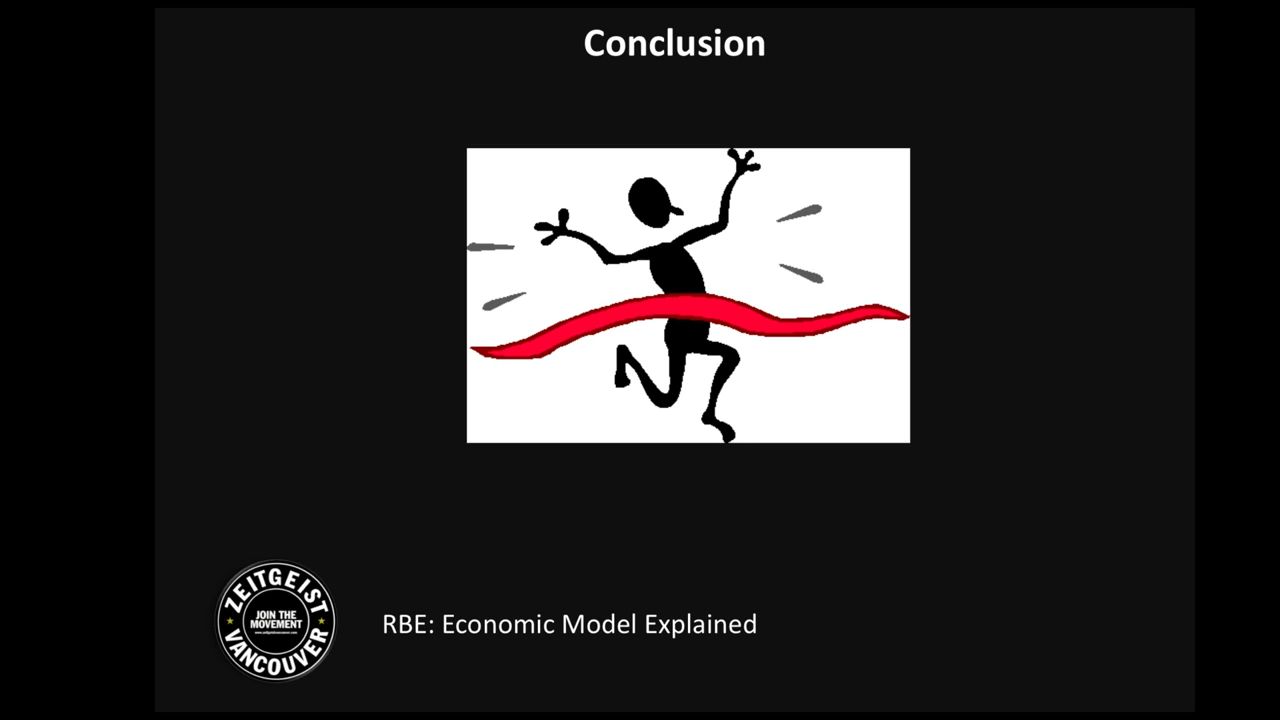 Conclusion
ZEITGEIST
JOIN THE
MOVEMENT
VANCOUVER
RBE: Economic Model Explained